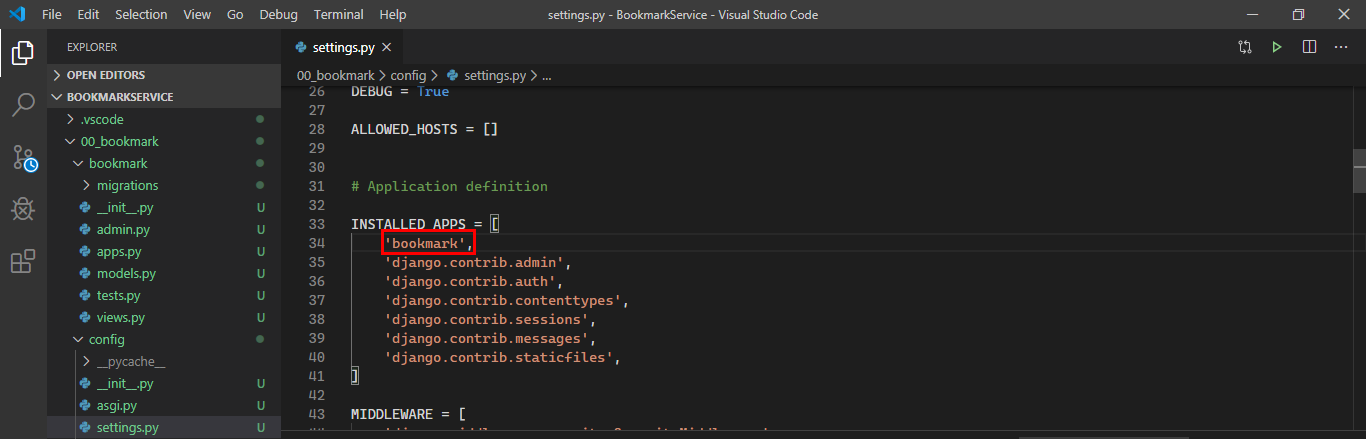 File Edit Selection View Go Debug Terminal Help settings.py - BookmarkService - Visual Studio Code
EXPLORER
OPEN EDITORS
BOOKMARKSERVICE
.vscode
00_bookmark
bookmark
migrations
__init__.py U
admin.py U
apps.py U
models.py U
tests.py U
views.py U
config
__pycache__
__init__.py U
asgi.py U
settings.py U
settings.py
00_bookmark > config > settings.py > ...
26 DEBUG = True
27
28 ALLOWED_HOSTS = []
29
30
31 # Application definition
32
33 INSTALLED_APPS = [
34 'bookmark',
35 'django.contrib.admin',
36 'django.contrib.auth',
37 'django.contrib.contenttypes',
38 'django.contrib.sessions',
39 'django.contrib.messages',
40 'django.contrib.staticfiles',
41 ]
42
43 MIDDLEWARE = [